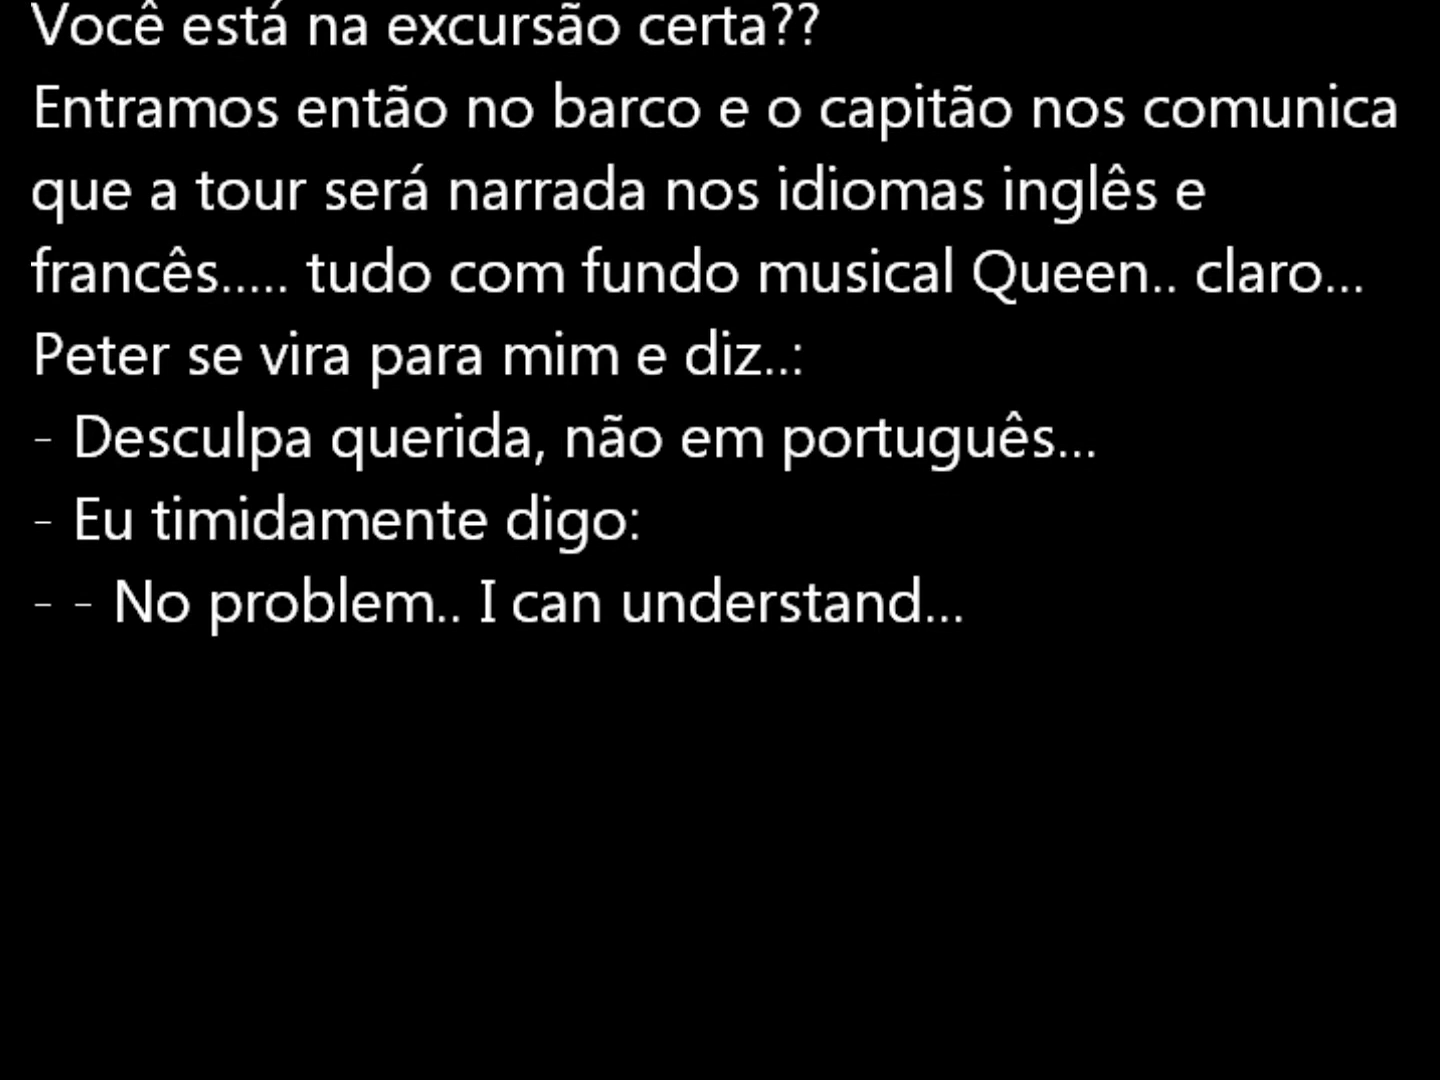 Você está na excursão certa??
Entramos então no barco e o capitão nos comunica
que a tour será narrada nos idiomas inglês e
francês..... tudo com fundo musical Queen.. claro...
Peter se vira para mim e diz..:
- Desculpa querida, não em português...
- Eu timidamente digo:
- - No problem.. I can understand...